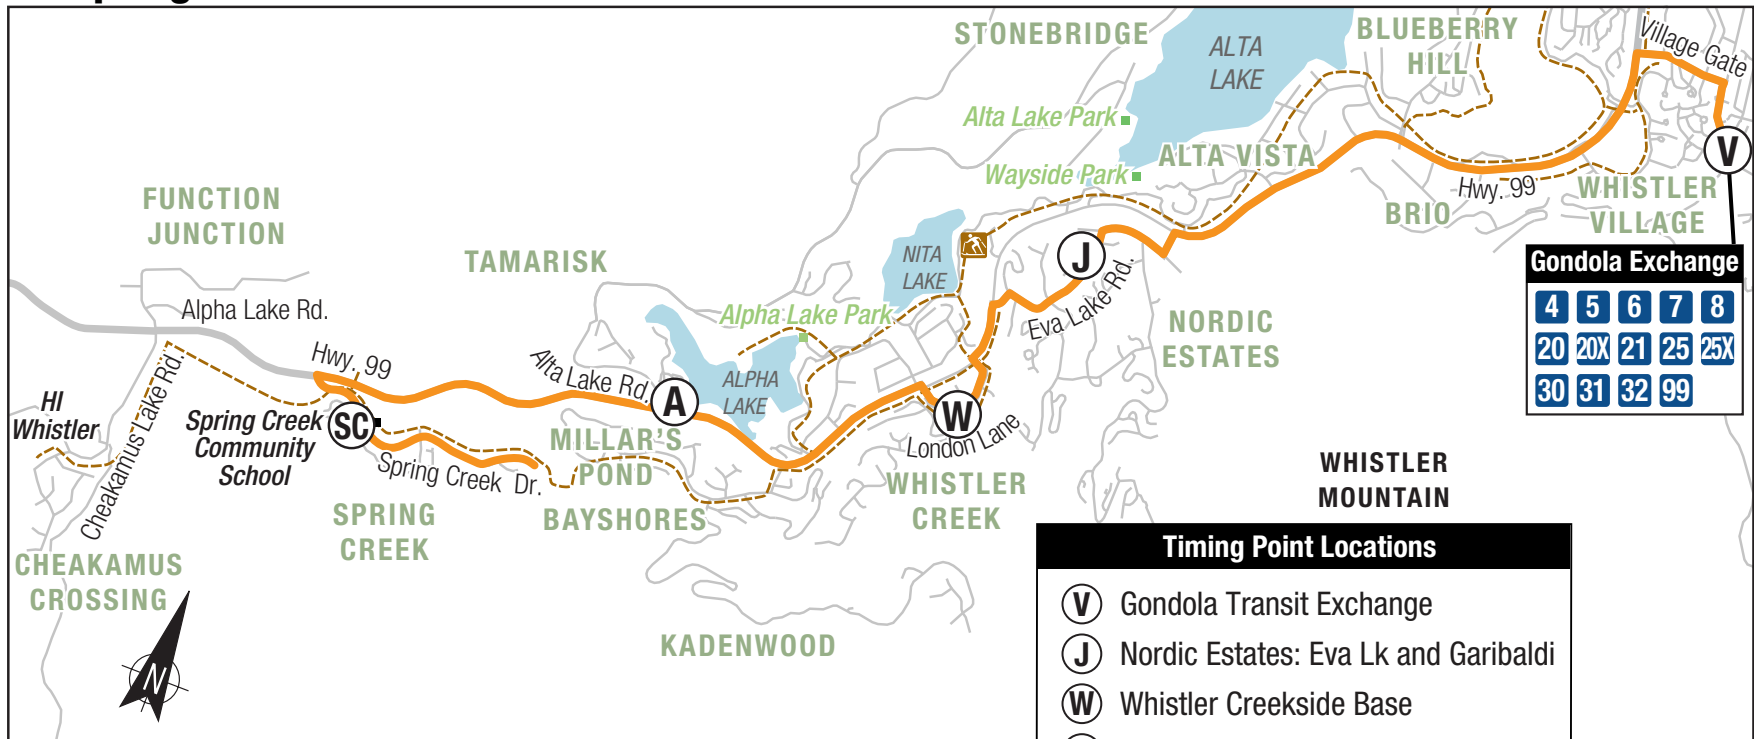 STONEBRIDGE
ALTA
LAKE
BLUEBERRY
HILL
Village Gate
Alta Lake Park
Wayside Park
ALTA VISTA
V
Hwy. 99
WHISTLER
VILLAGE
BRIO
FUNCTION
JUNCTION
TAMARISK
NITA
LAKE
J
Eva Lake Rd.
Gondola Exchange
4 5 6 7 8
20 20X 21 25 25X
30 31 32 99
Alpha Lake Rd.
Alpha Lake Park
NORDIC
ESTATES
Hwy. 99
Alta Lake Rd.
A
ALPHA
LAKE
HI
Whistler
Cheakamus Lake Rd.
Spring Creek
Community
School
SC
Spring Creek Dr.
MILLAR'S
POND
W
London Lane
WHISTLER
CREEK
WHISTLER
MOUNTAIN
SPRING
CREEK
BAYSHORES
CHEAKAMUS
CROSSING
KADENWOOD
N
Timing Point Locations
V Gondola Transit Exchange
J Nordic Estates: Eva Lk and Garibaldi
W Whistler Creekside Base